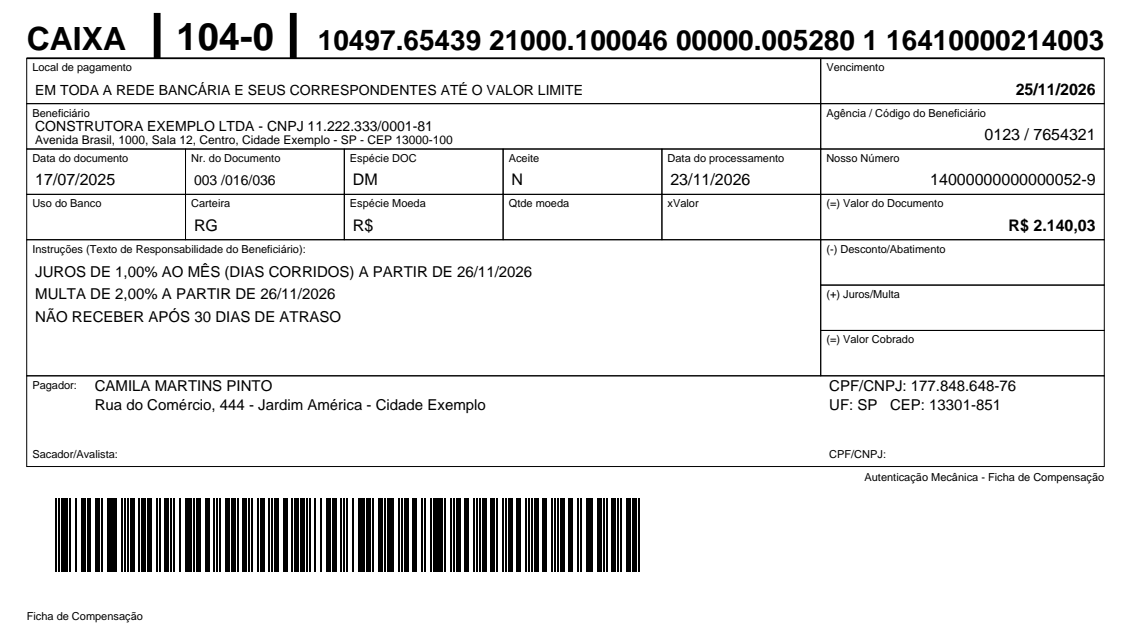 CAIXA | 104-0 | 10497.65439 21000.100046 00000.005280 1 16410000214003
Local de pagamento
EM TODA A REDE BANCÁRIA E SEUS CORRESPONDENTES ATÉ O VALOR LIMITE
Vencimento
25/11/2026
Beneficiário
CONSTRUTORA EXEMPLO LTDA - CNPJ 11.222.333/0001-81
Avenida Brasil, 1000, Sala 12, Centro, Cidade Exemplo - SP - CEP 13000-100
Agência / Código do Beneficiário
0123 / 7654321
Data do documento
17/07/2025
Nr. do Documento
003 /016/036
Espécie DOC
DM
Aceite
N
Data do processamento
23/11/2026
Nosso Número
14000000000000052-9
Uso do Banco
Carteira
RG
Espécie Moeda
R$
Qtde moeda
xValor
(=) Valor do Documento
R$ 2.140,03
Instruções (Texto de Responsabilidade do Beneficiário):
JUROS DE 1,00% AO MÊS (DIAS CORRIDOS) A PARTIR DE 26/11/2026
MULTA DE 2,00% A PARTIR DE 26/11/2026
NÃO RECEBER APÓS 30 DIAS DE ATRASO
(-) Desconto/Abatimento
(+) Juros/Multa
(=) Valor Cobrado
Pagador: CAMILA MARTINS PINTO
Rua do Comércio, 444 - Jardim América - Cidade Exemplo
CPF/CNPJ: 177.848.648-76
UF: SP CEP: 13301-851
Sacador/Avalista:
CPF/CNPJ:
Autenticação Mecânica - Ficha de Compensação
Ficha de Compensação